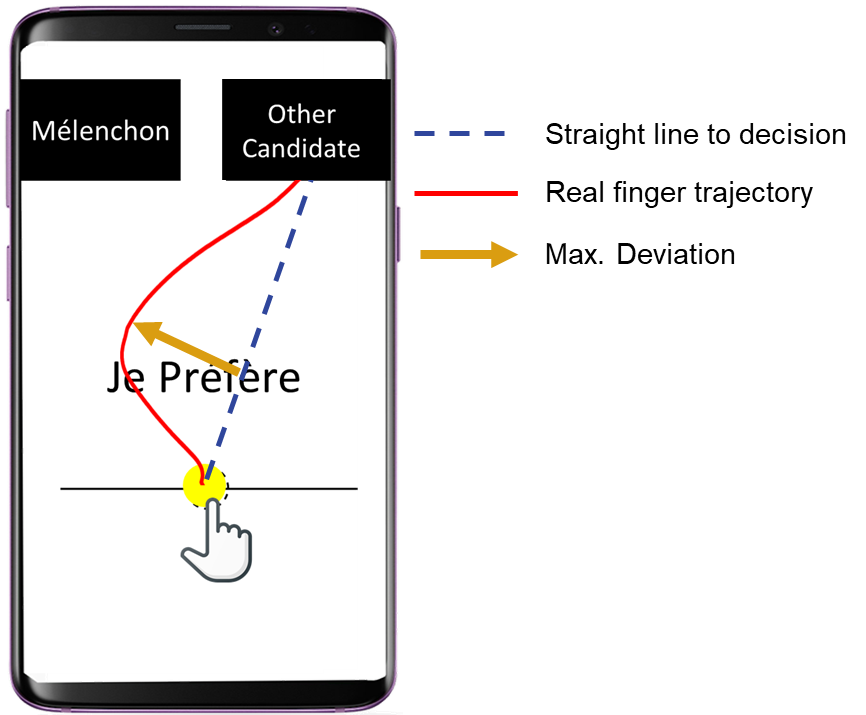 Mélenchon
Other
Candidate
Je Préfère
Straight line to decision
Real finger trajectory
Max. Deviation